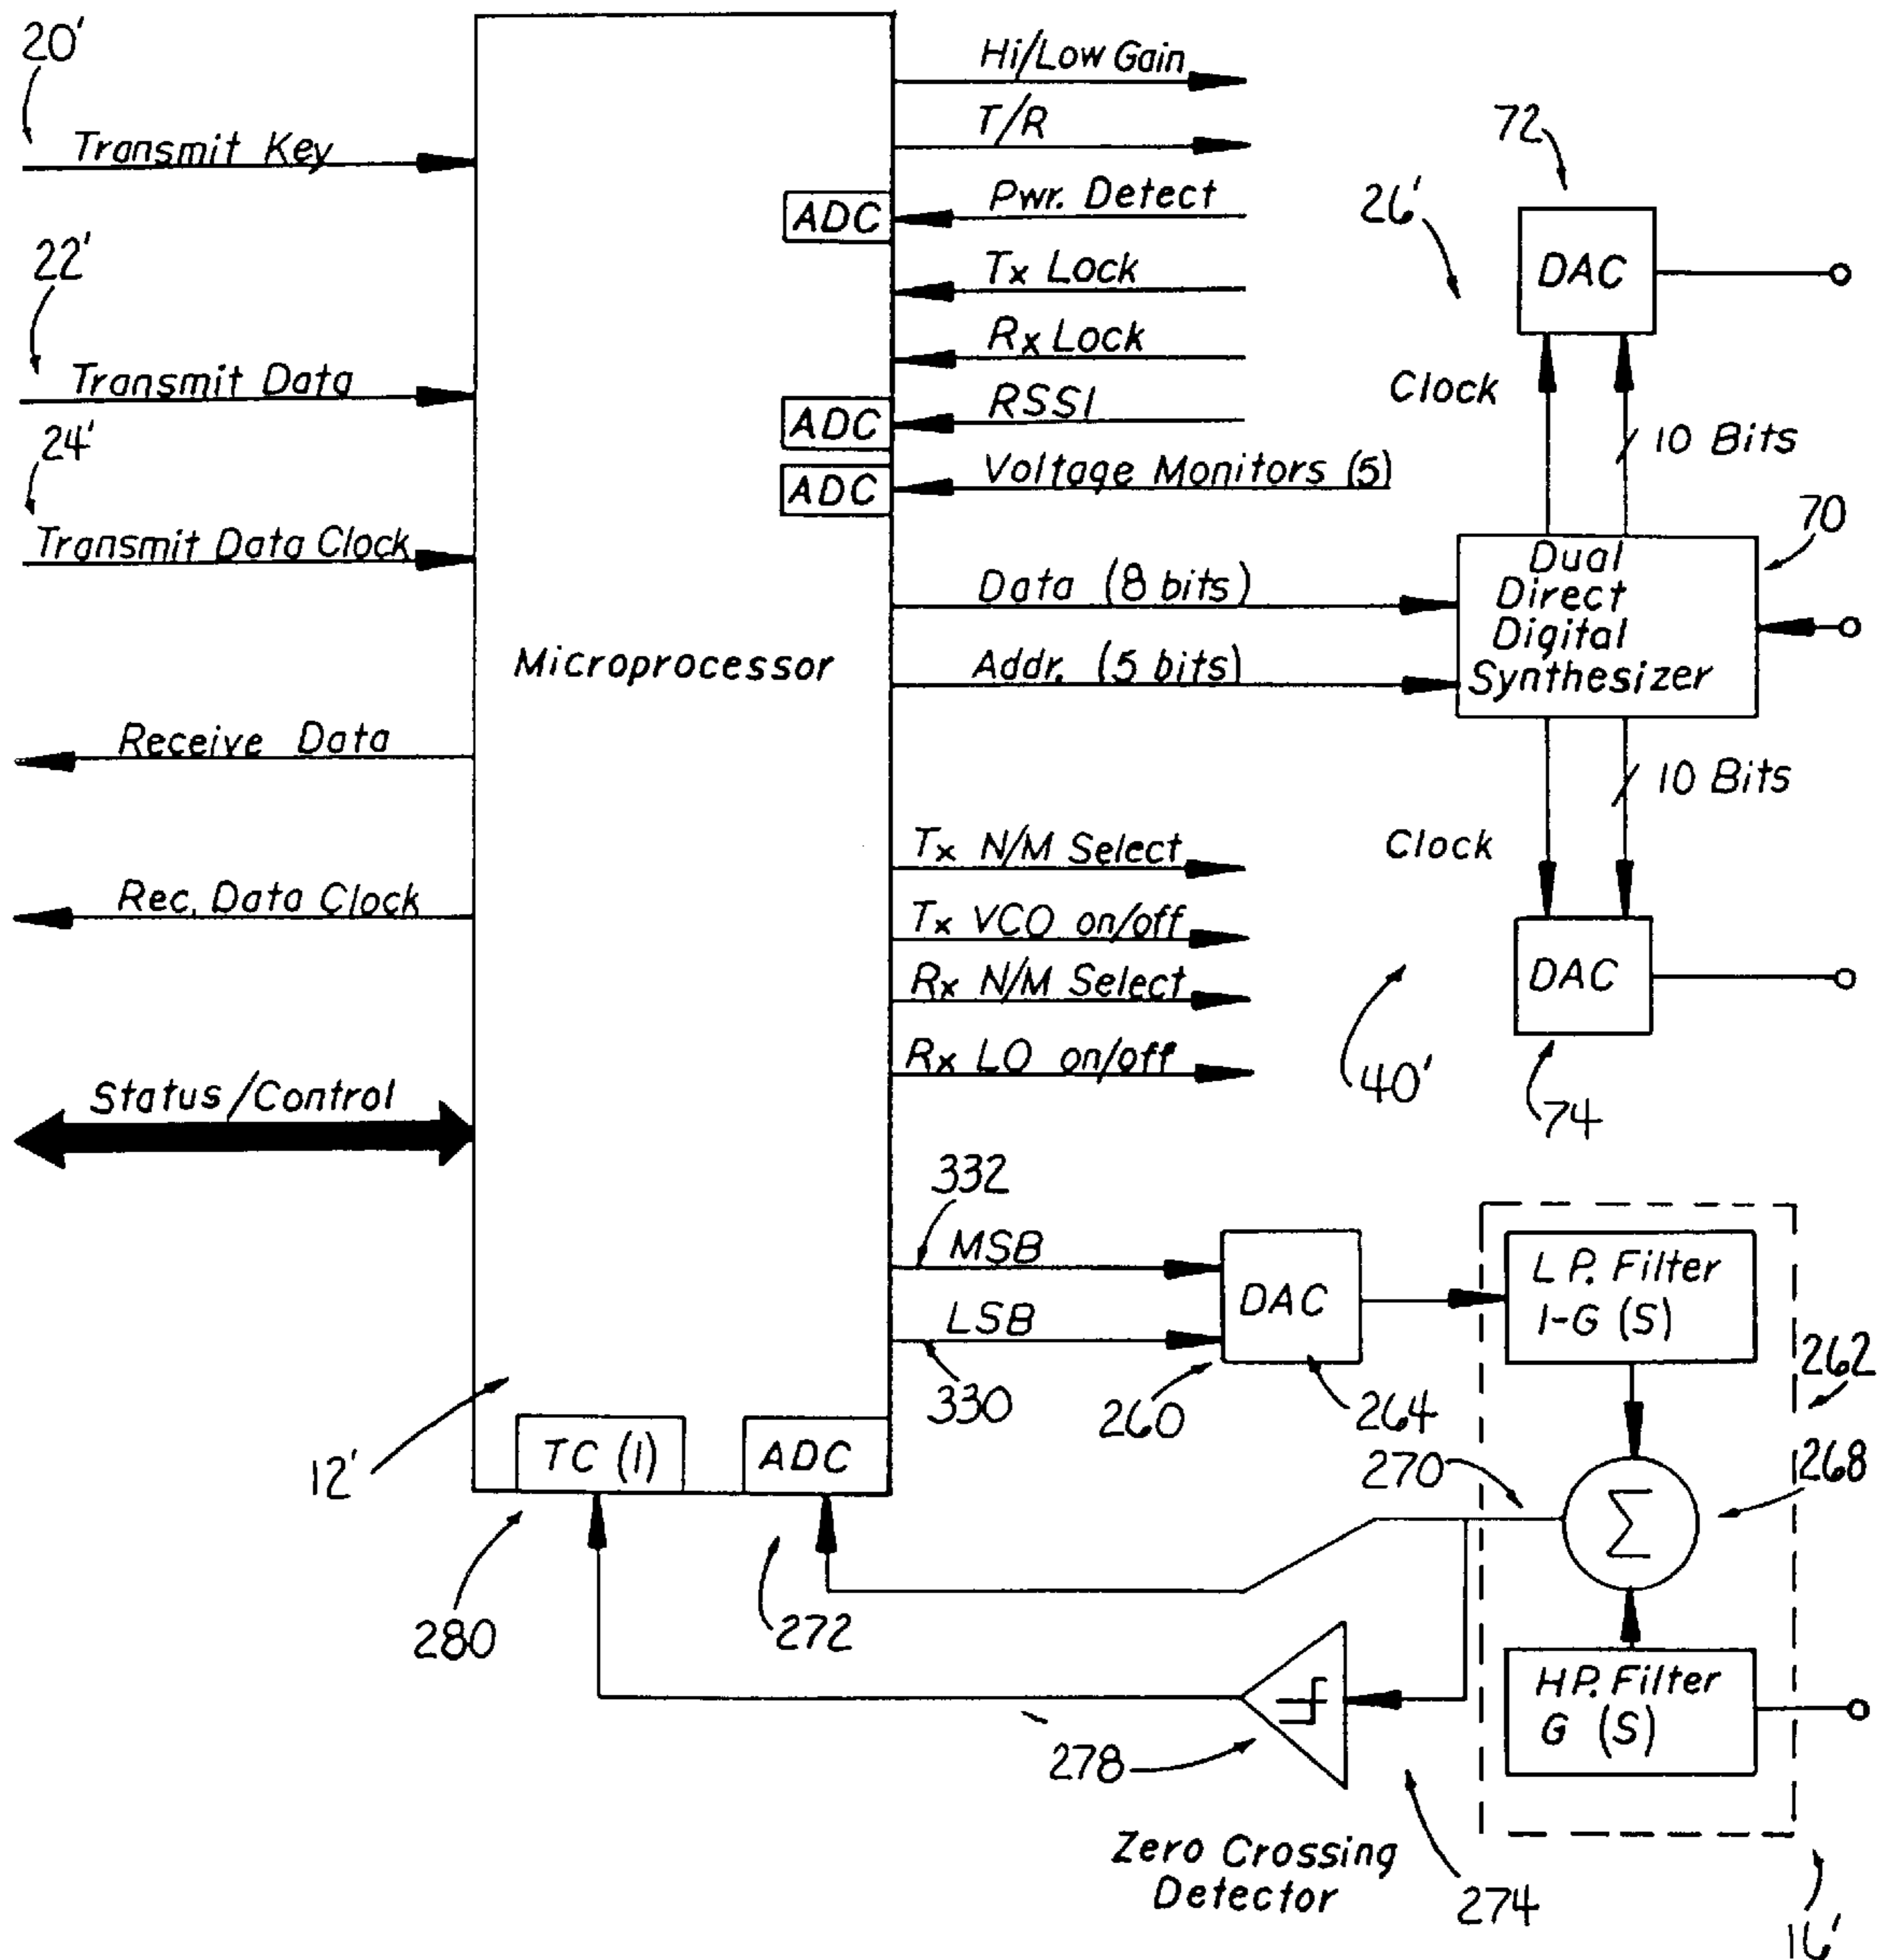 20'
Transmit Key
22'
Transmit Data
24'
Transmit Data Clock
Receive Data
Rec. Data Clock
Status/Control
Microprocessor
12'
Hi/Low Gain
T/R
ADC
Pwr. Detect
Tx Lock
Rx Lock
ADC
RSSI
ADC
Voltage Monitors (5)
Data (8 bits)
Addr. (5 bits)
Tx N/M Select
Tx VCO on/off
Rx N/M Select
Rx LO on/off
72
26'
DAC
Clock
10 Bits
70
Dual
Direct
Digital
Synthesizer
10 Bits
Clock
DAC
40'
74
332
MSB
LSB
330
DAC
260
264
L.P. Filter
1-G (S)
262
268
Σ
270
H.P. Filter
G (S)
16'
TC (1)
ADC
280
272
278
Zero Crossing
Detector
274